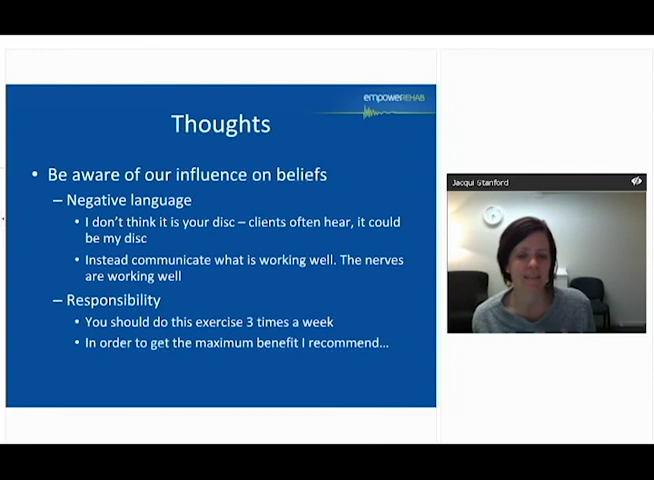 empowerREHAB
Thoughts
• Be aware of our influence on beliefs
– Negative language
• I don't think it is your disc – clients often hear, it could
be my disc
• Instead communicate what is working well. The nerves
are working well
– Responsibility
• You should do this exercise 3 times a week
• In order to get the maximum benefit I recommend…
Jacqui Stanford